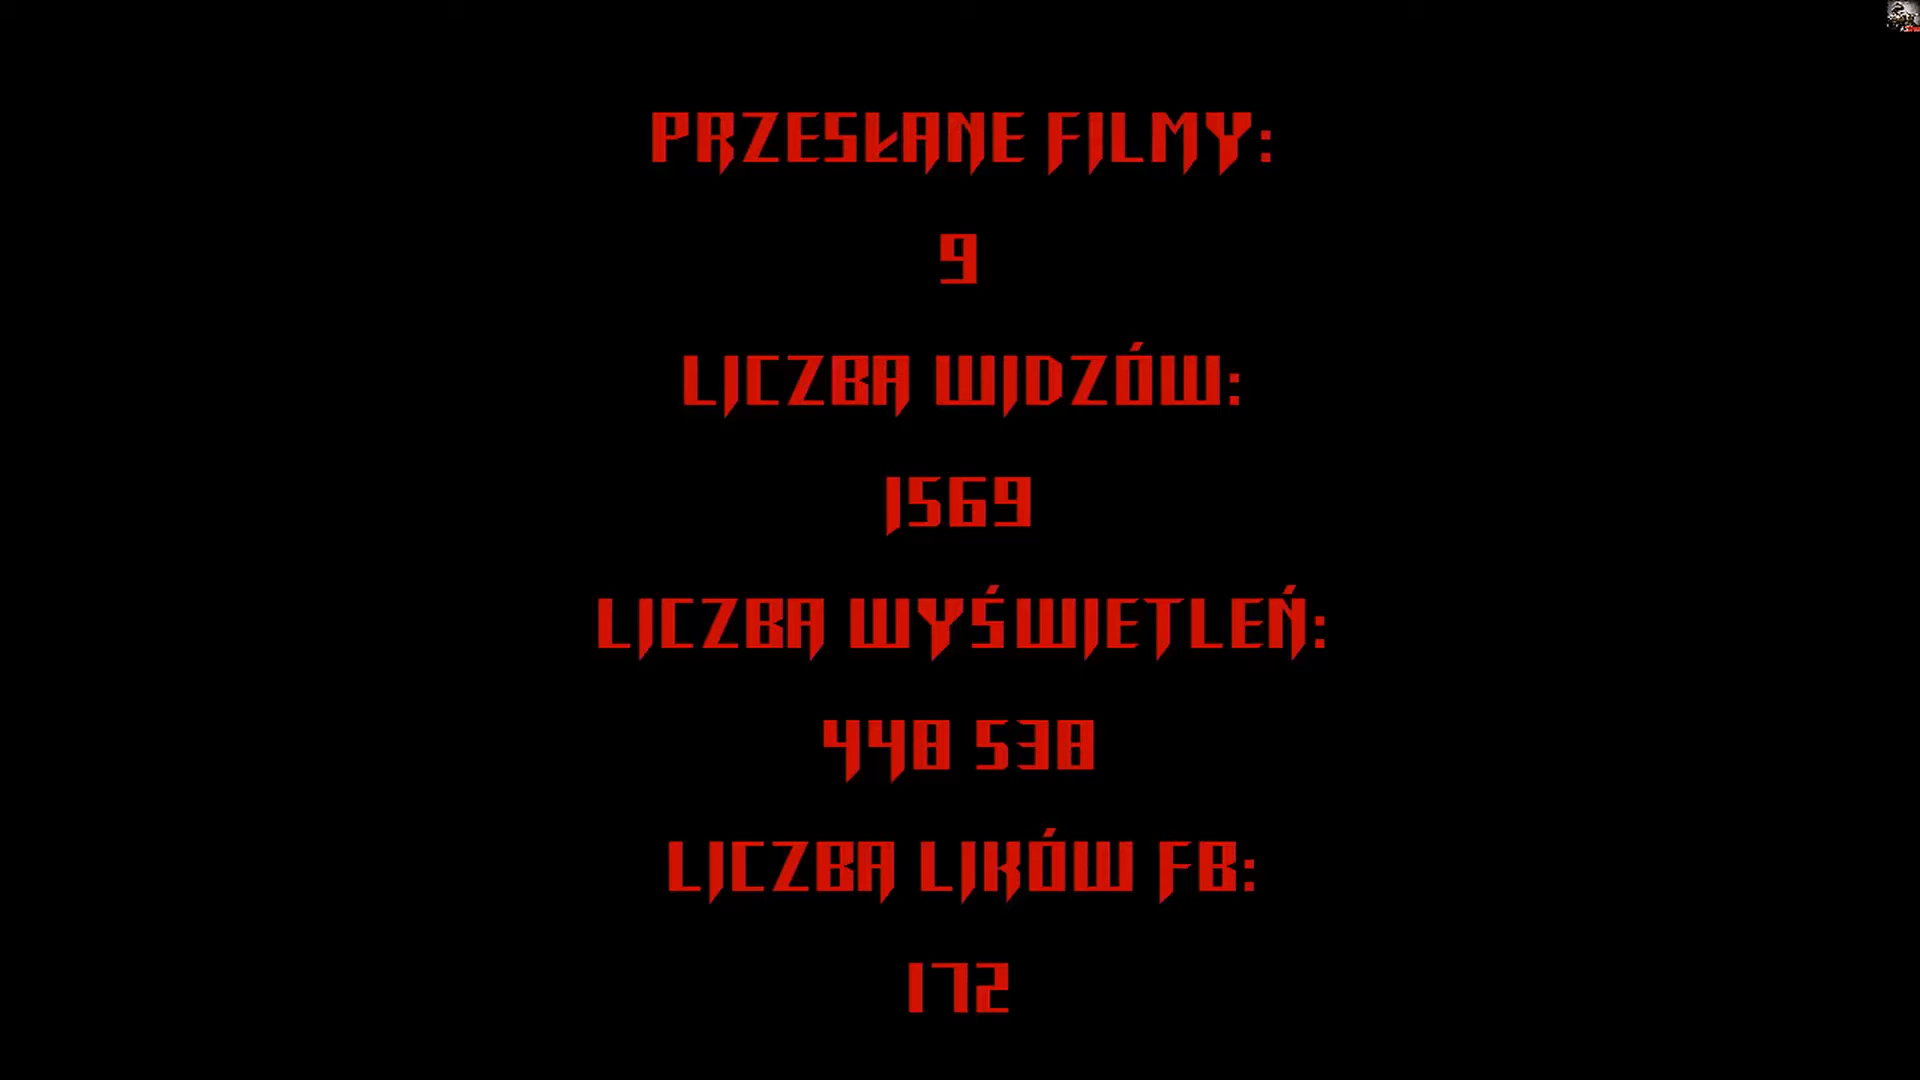 PRZESŁANE FILMY:
9
LICZBA WIDZÓW:
1569
LICZBA WYŚWIETLEŃ:
448 538
LICZBA LIKÓW FB:
172